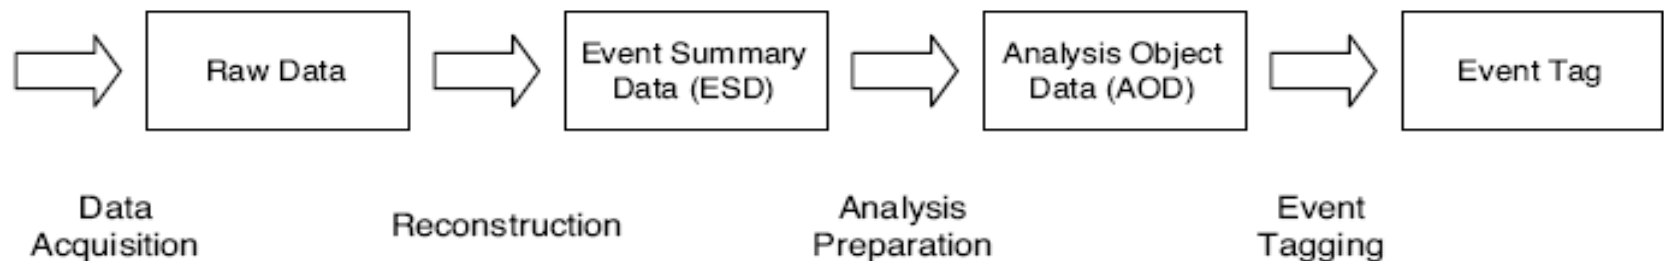 Raw Data
Event Summary
Data (ESD)
Analysis Object
Data (AOD)
Event Tag
Data
Acquisition
Reconstruction
Analysis
Preparation
Event
Tagging